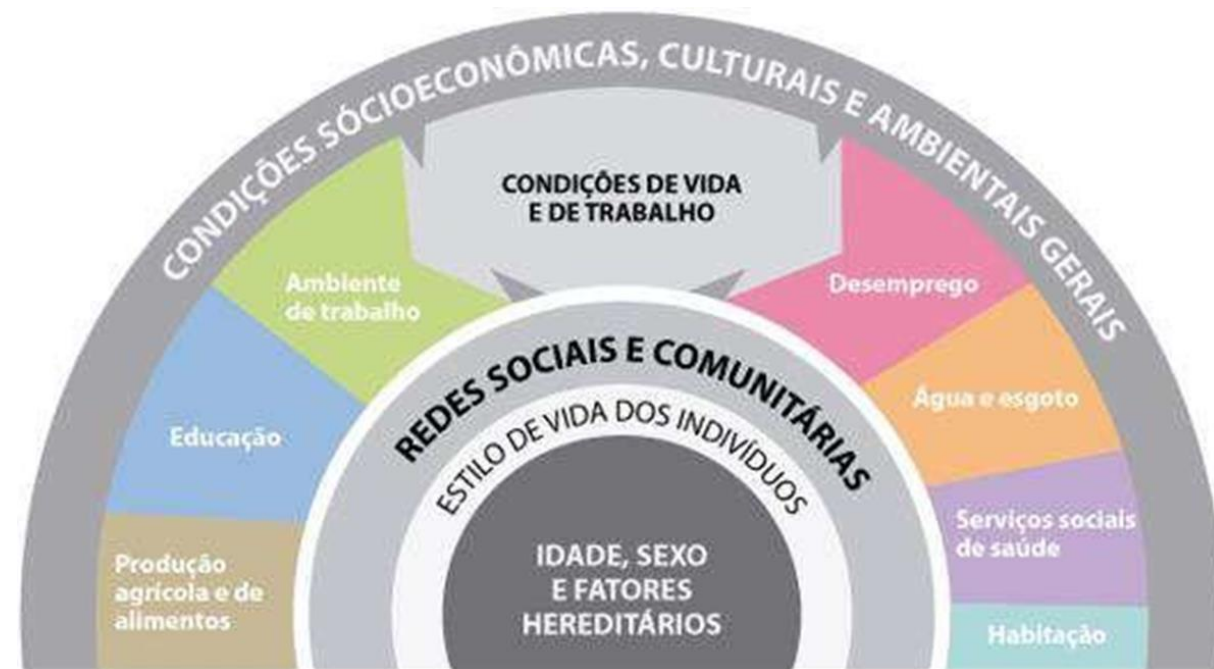 CONDIÇÕES SÓCIOECONÔMICAS, CULTURAIS E AMBIENTAIS GERAIS
CONDIÇÕES DE VIDA
E DE TRABALHO
Ambiente
de trabalho
Desemprego
REDES SOCIAIS E COMUNITÁRIAS
Água e esgoto
ESTILO DE VIDA DOS INDIVÍDUOS
Educação
Serviços sociais
de saúde
IDADE, SEXO
E FATORES
HEREDITÁRIOS
Produção
agrícola e de
alimentos
Habitação